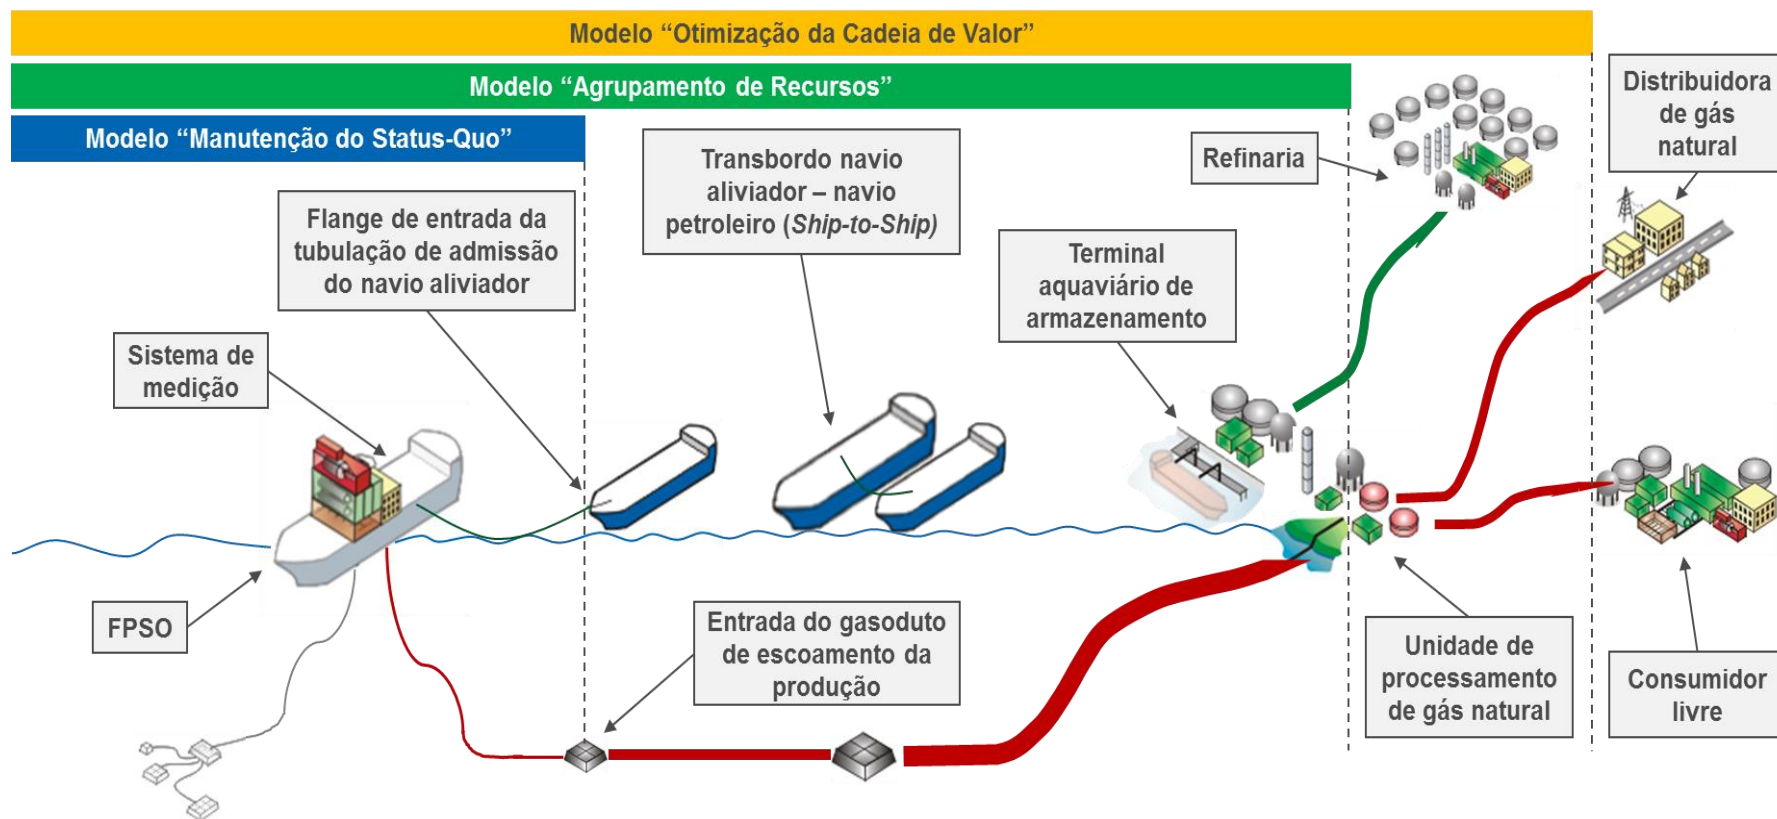 Modelo “Otimização da Cadeia de Valor”
Modelo “Agrupamento de Recursos”
Modelo “Manutenção do Status-Quo”
Distribuidora
de gás
natural
Refinaria
Transbordo navio
aliviador – navio
petroleiro (Ship-to-Ship)
Flange de entrada da
tubulação de admissão
do navio aliviador
Terminal
aquaviário de
armazenamento
Sistema de
medição
FPSO
Entrada do gasoduto
de escoamento da
produção
Unidade de
processamento
de gás natural
Consumidor
livre